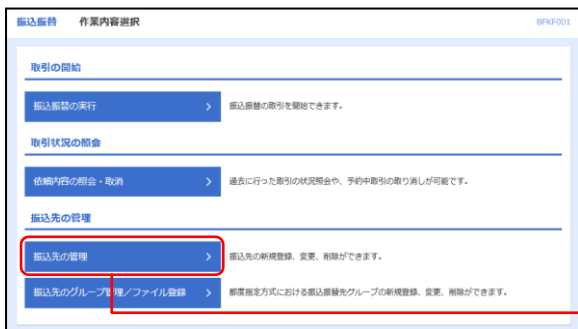 振込振替 作業内容選択 BFKF001
取引の開始
振込振替の実行 振込振替の取引を開始できます。
取引状況の照会
依頼内容の照会・取消 過去に行った取引の状況照会や、予約中取引の取り消しが可能です。
振込先の管理
振込先の管理 振込先の新規登録、変更、削除ができます。
振込先のグループ管理/ファイル登録 都度指定方式における振込振替先グループの新規登録、変更、削除ができます。